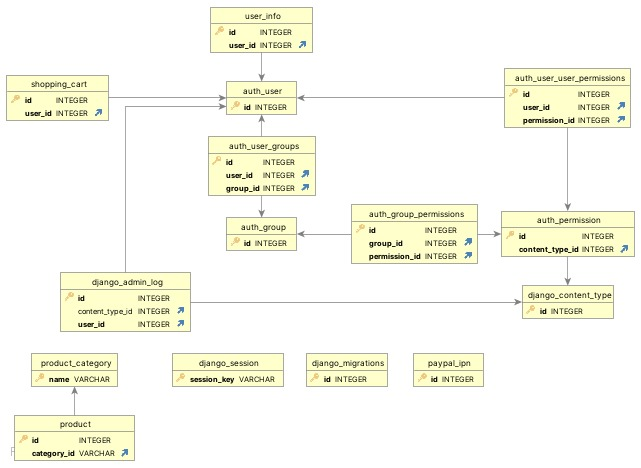 user_info
id INTEGER
user_id INTEGER
shopping_cart
id INTEGER
user_id INTEGER
auth_user
id INTEGER
auth_user_user_permissions
id INTEGER
user_id INTEGER
permission_id INTEGER
auth_user_groups
id INTEGER
user_id INTEGER
group_id INTEGER
auth_group
id INTEGER
auth_group_permissions
id INTEGER
group_id INTEGER
permission_id INTEGER
auth_permission
id INTEGER
content_type_id INTEGER
django_admin_log
id INTEGER
content_type_id INTEGER
user_id INTEGER
django_content_type
id INTEGER
product_category
name VARCHAR
django_session
session_key VARCHAR
django_migrations
id INTEGER
paypal_ipn
id INTEGER
product
id INTEGER
category_id VARCHAR